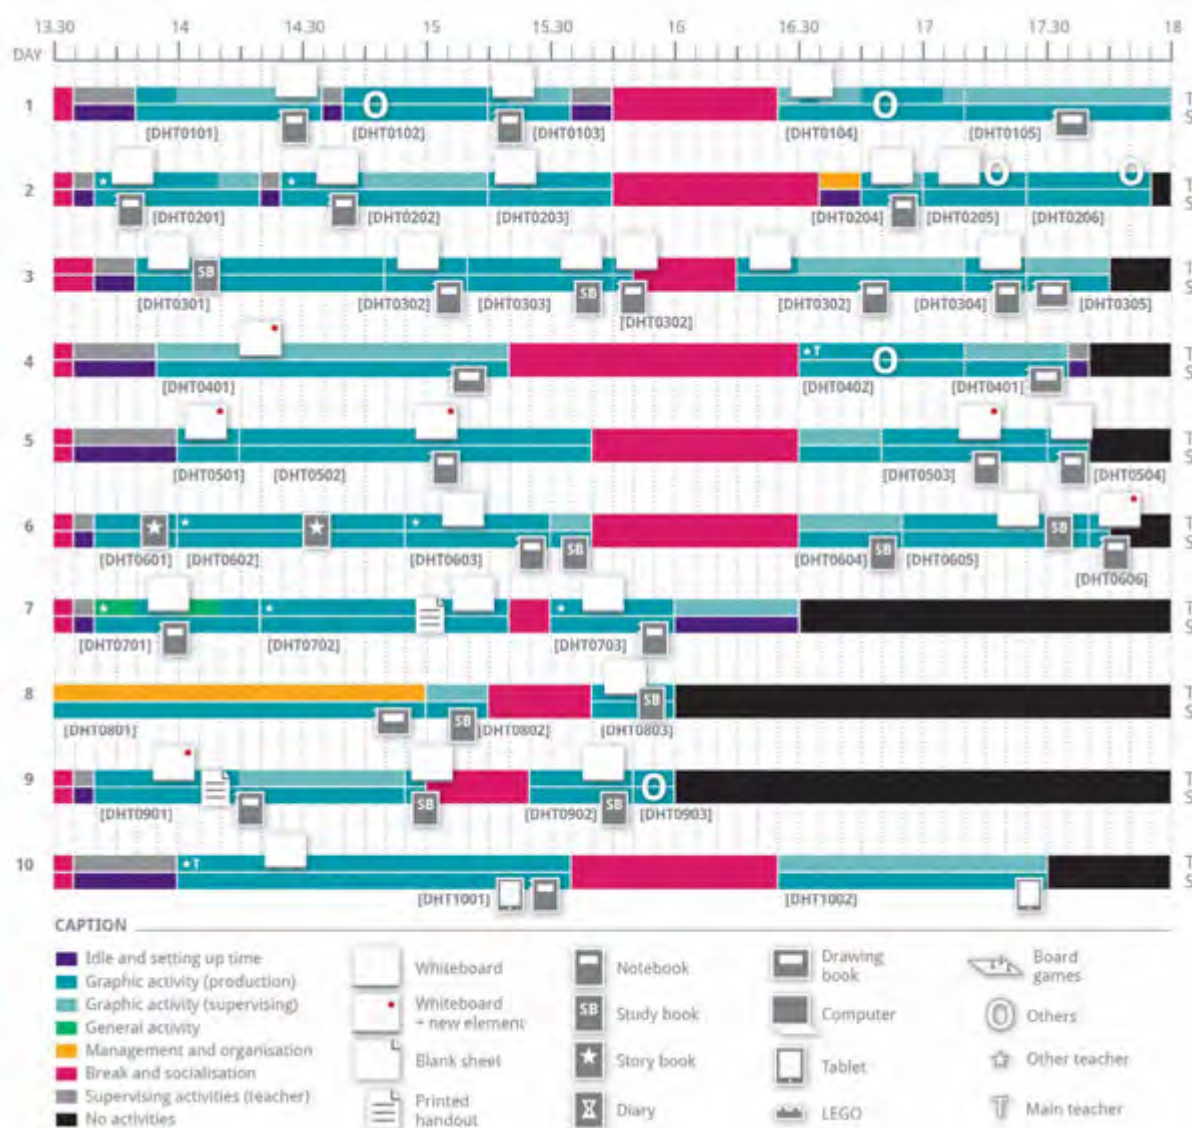 13.30 14 14.30 15 15.30 16 16.30 17 17.30 18
DAY
1 T
S
[DHT0101] [DHT0102] [DHT0103] [DHT0104] [DHT0105]
2 T
S
[DHT0201] [DHT0202] [DHT0203] [DHT0204] [DHT0205] [DHT0206]
SB
3 T
S
SB
[DHT0301] [DHT0302] [DHT0303] [DHT0302] [DHT0304] [DHT0305]
[DHT0302]
T
4 T
S
[DHT0401] [DHT0402] [DHT0401]
5 T
S
[DHT0501] [DHT0502] [DHT0503] [DHT0504]
6 SB T
S
[DHT0601] [DHT0602] [DHT0603] SB [DHT0604] SB [DHT0605]
[DHT0606]
7 T
S
[DHT0701] [DHT0702] [DHT0703]
8 SB T
S
[DHT0801] SB [DHT0802] [DHT0803]
9 T
S
[DHT0901] SB [DHT0902] SB [DHT0903]
10 T T
S
[DHT1001] [DHT1002]
CAPTION
Idle and setting up time
Graphic activity (production)
Graphic activity (supervising)
General activity
Management and organisation
Break and socialisation
Supervising activities (teacher)
No activities
Whiteboard
Whiteboard
+ new element
Blank sheet
Printed
handout
Notebook
SB Study book
Story book
Diary
Drawing
book
Computer
Tablet
LEGO
Board
games
Others
Other teacher
T Main teacher